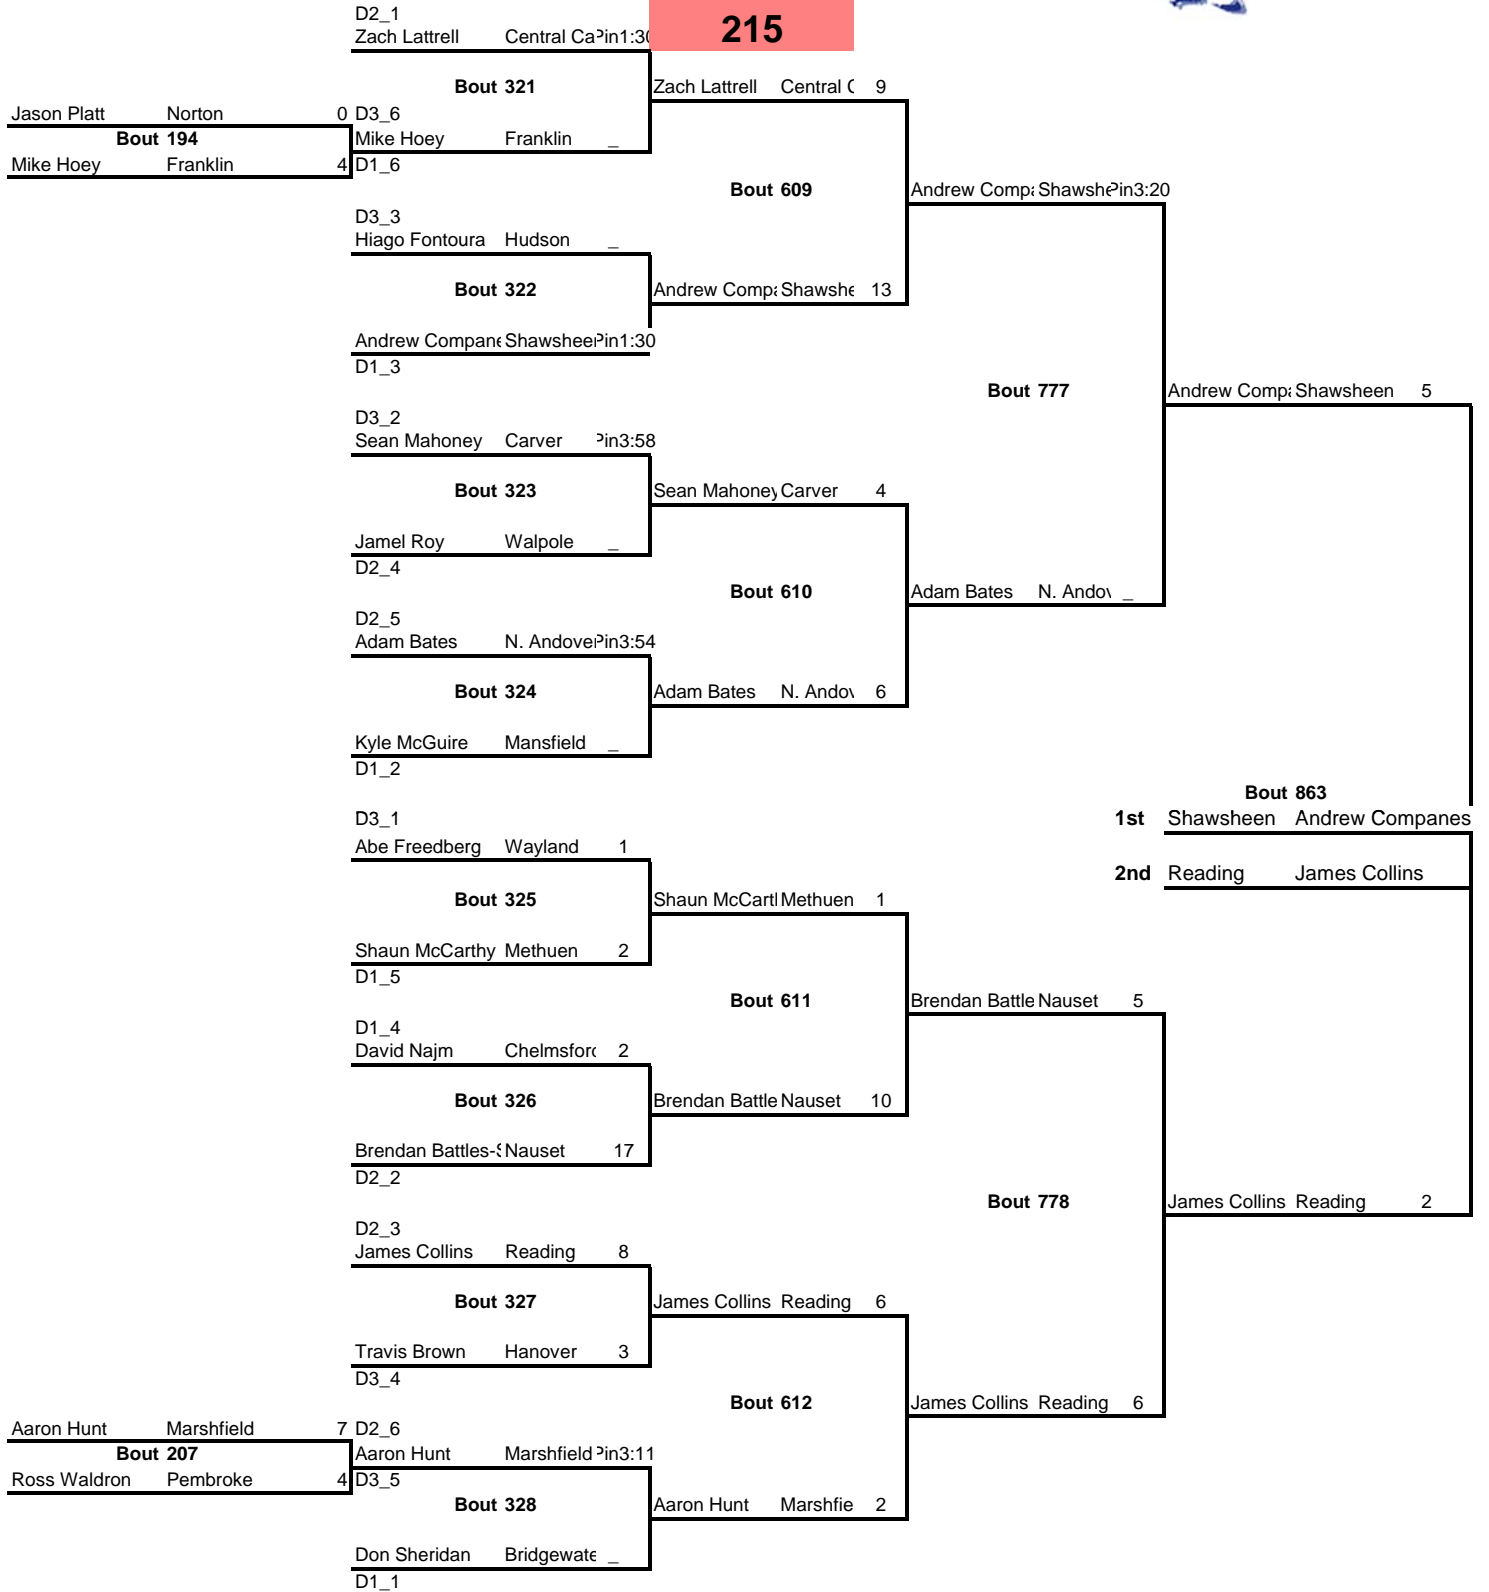 D2_1
Zach Lattrell Central Ca Pin1:30
215
Bout 321
Zach Lattrell Central C 9
Jason Platt Norton 0 D3_6
Bout 194 Mike Hoey Franklin _
Mike Hoey Franklin 4 D1_6
Bout 609
Andrew Compa Shawshe Pin3:20
D3_3
Hiago Fontoura Hudson _
Bout 322
Andrew Compa Shawshe 13
Andrew Compane Shawsheen Pin1:30
D1_3
Bout 777
Andrew Compa Shawsheen 5
D3_2
Sean Mahoney Carver Pin3:58
Bout 323
Sean Mahoney Carver 4
Jamel Roy Walpole _
D2_4
Bout 610
Adam Bates N. Andov _
D2_5
Adam Bates N. Andover Pin3:54
Bout 324
Adam Bates N. Andov 6
Kyle McGuire Mansfield _
D1_2
Bout 863
D3_1
1st Shawsheen Andrew Companes
Abe Freedberg Wayland 1
2nd Reading James Collins
Bout 325
Shaun McCartl Methuen 1
Shaun McCarthy Methuen 2
D1_5
Bout 611
Brendan Battle Nauset 5
D1_4
David Najm Chelmsford 2
Bout 326
Brendan Battle Nauset 10
Brendan Battles-S Nauset 17
D2_2
Bout 778
James Collins Reading 2
D2_3
James Collins Reading 8
Bout 327
James Collins Reading 6
Travis Brown Hanover 3
D3_4
Bout 612
James Collins Reading 6
Aaron Hunt Marshfield 7 D2_6
Bout 207 Aaron Hunt Marshfield Pin3:11
Ross Waldron Pembroke 4 D3_5
Bout 328
Aaron Hunt Marshfie 2
Don Sheridan Bridgewate _
D1_1